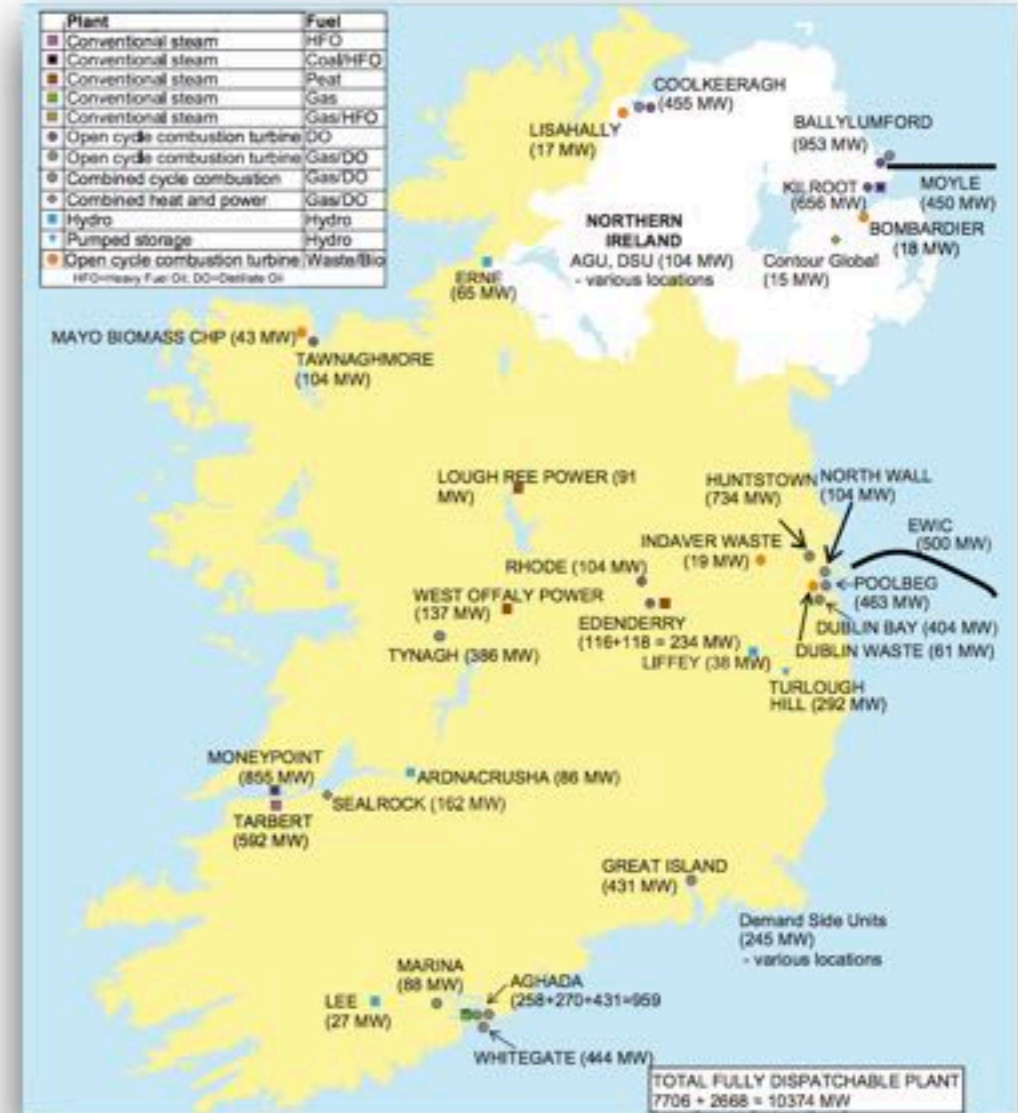 Plant Fuel
Conventional steam HFO
Conventional steam Coal/HFO
Conventional steam Peat
Conventional steam Gas
Conventional steam Gas/HFO
Open cycle combustion turbine DO
Open cycle combustion turbine Gas/DO
Combined cycle combustion Gas/DO
Combined heat and power Gas/DO
Hydro Hydro
Pumped storage Hydro
Open cycle combustion turbine Waste/Bio
HFO=Heavy Fuel Oil; DO=Distillate Oil
COOLKEERAGH
(455 MW)
LISAHALLY
(17 MW)
BALLYLUMFORD
(953 MW)
KILROOT
(656 MW)
MOYLE
(450 MW)
BOMBARDIER
(18 MW)
NORTHERN
IRELAND
AGU, DSU (104 MW)
- various locations
Contour Global
(15 MW)
ERNE
(65 MW)
MAYO BIOMASS CHP (43 MW)
TAWNAGHMORE
(104 MW)
LOUGH REE POWER (91
MW)
HUNTSTOWN
(734 MW)
NORTH WALL
(104 MW)
EWIC
(500 MW)
INDAVER WASTE
(19 MW)
RHODE (104 MW)
POOLBEG
(463 MW)
WEST OFFALY POWER
(137 MW)
EDENDERRY
(116+118 = 234 MW)
DUBLIN BAY (404 MW)
DUBLIN WASTE (61 MW)
TYNAGH (386 MW)
LIFFEY (38 MW)
TURLOUGH
HILL (292 MW)
MONEYPOINT
(855 MW)
ARDNACRUSHA (86 MW)
SEALROCK (162 MW)
TARBERT
(592 MW)
GREAT ISLAND
(431 MW)
Demand Side Units
(245 MW)
- various locations
MARINA
(88 MW)
AGHADA
(258+270+431=959
LEE
(27 MW)
WHITEGATE (444 MW)
TOTAL FULLY DISPATCHABLE PLANT
7706 + 2668 = 10374 MW